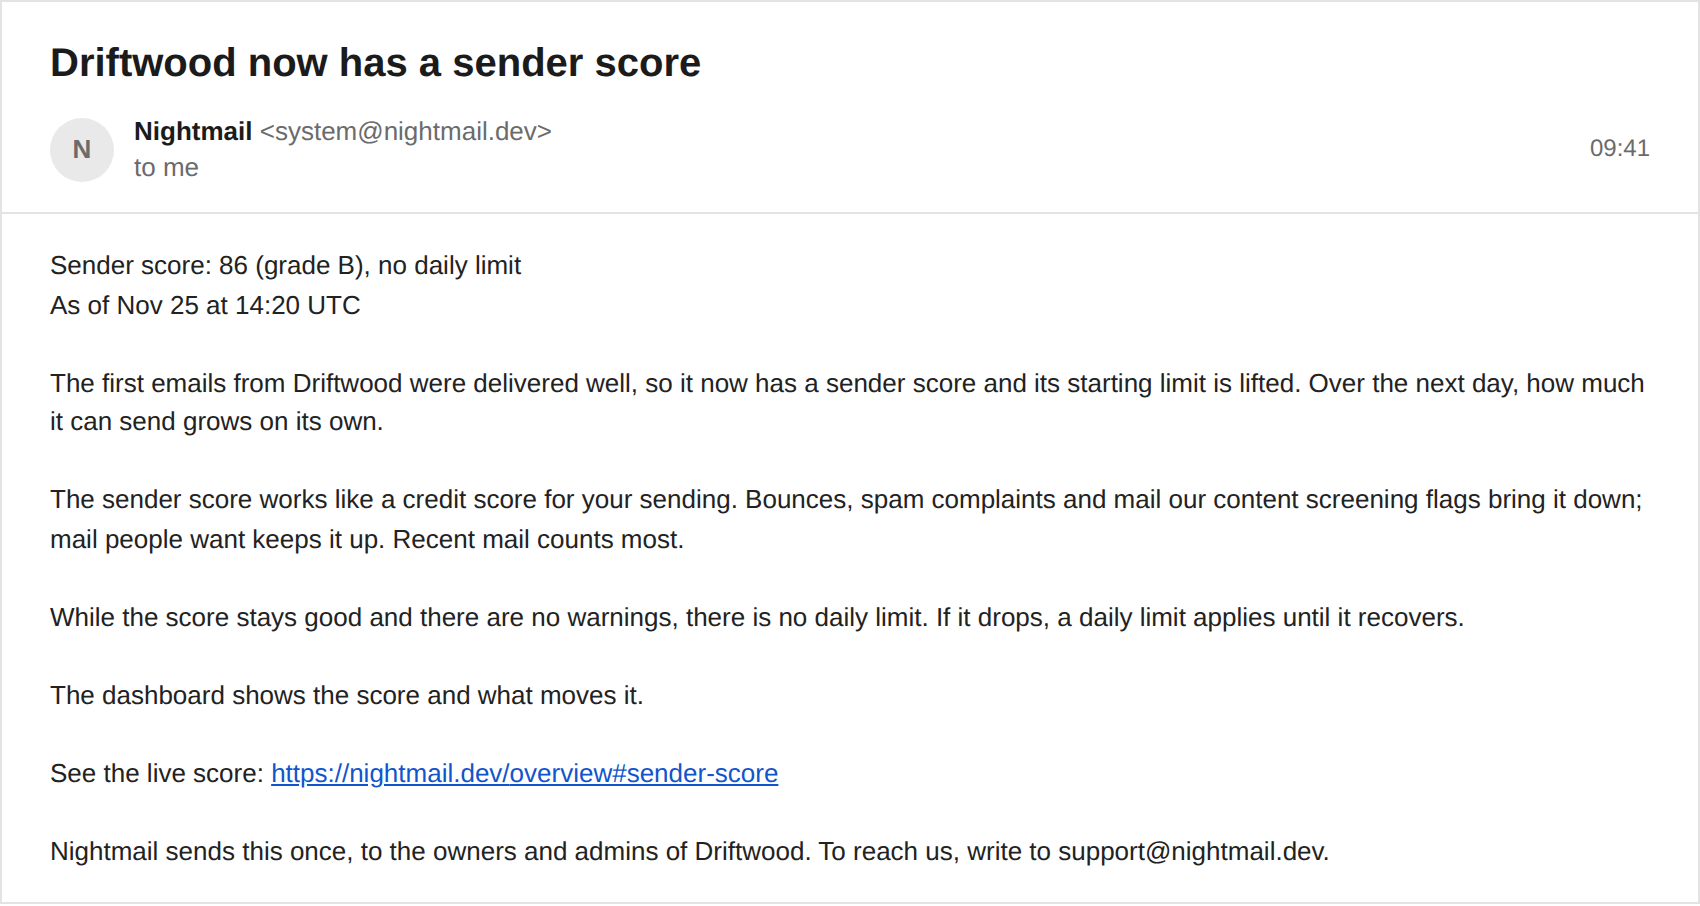 Driftwood now has a sender score
N
Nightmail <system@nightmail.dev>
to me
09:41
Sender score: 86 (grade B), no daily limit
As of Nov 25 at 14:20 UTC
The first emails from Driftwood were delivered well, so it now has a sender score and its starting limit is lifted. Over the next day, how much
it can send grows on its own.
The sender score works like a credit score for your sending. Bounces, spam complaints and mail our content screening flags bring it down;
mail people want keeps it up. Recent mail counts most.
While the score stays good and there are no warnings, there is no daily limit. If it drops, a daily limit applies until it recovers.
The dashboard shows the score and what moves it.
See the live score: https://nightmail.dev/overview#sender-score
Nightmail sends this once, to the owners and admins of Driftwood. To reach us, write to support@nightmail.dev.